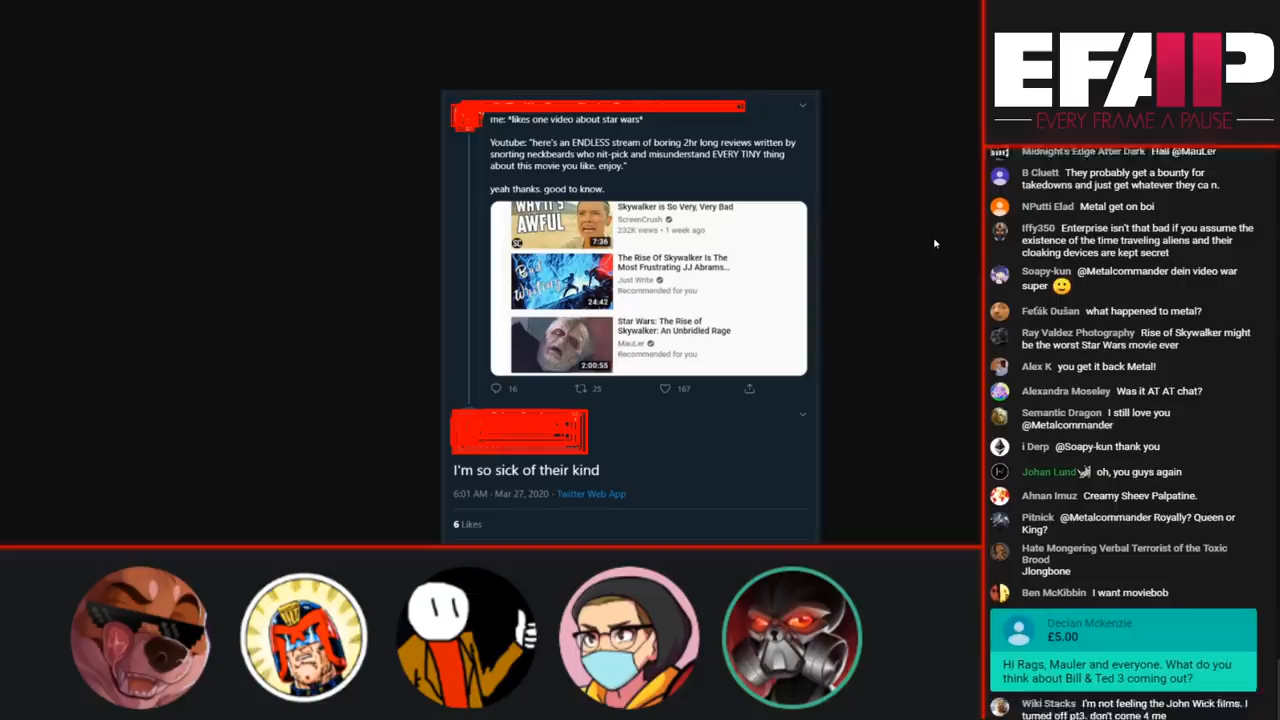 me: *likes one video about star wars*
Youtube: "here's an ENDLESS stream of boring 2hr long reviews written by
snorting neckbeards who nit-pick and misunderstand EVERY TINY thing
about this movie you like. enjoy."
yeah thanks. good to know.
WHY IT'S
AWFUL
SC
7:36
Skywalker is So Very, Very Bad
ScreenCrush
232K views • 1 week ago
Bad
Writing
24:42
The Rise Of Skywalker Is The
Most Frustrating JJ Abrams...
Just Write
Recommended for you
2:00:55
Star Wars: The Rise of
Skywalker: An Unbridled Rage
MauLer
Recommended for you
16
25
167
I'm so sick of their kind
6:01 AM · Mar 27, 2020 · Twitter Web App
6 Likes
EFAP
EVERY FRAME A PAUSE
Midnight's Edge After Dark Hail @MauLer
B Cluett They probably get a bounty for
takedowns and just get whatever they ca n.
NPutti Elad Metal get on boi
Iffy350 Enterprise isn't that bad if you assume the
existence of the time traveling aliens and their
cloaking devices are kept secret
Soapy-kun @Metalcommander dein video war
super
Feťák Dušan what happened to metal?
Ray Valdez Photography Rise of Skywalker might
be the worst Star Wars movie ever
Alex K you get it back Metal!
Alexandra Moseley Was it AT AT chat?
Semantic Dragon I still love you
@Metalcommander
i Derp @Soapy-kun thank you
Johan Lund oh, you guys again
Ahnan Imuz Creamy Sheev Palpatine.
Pitnick @Metalcommander Royally? Queen or
King?
Hate Mongering Verbal Terrorist of the Toxic
Brood
Jlongbone
Ben McKibbin I want moviebob
Declan Mckenzie
£5.00
Hi Rags, Mauler and everyone. What do you
think about Bill & Ted 3 coming out?
Wiki Stacks I'm not feeling the John Wick films. I
turned off pt3. don't come 4 me